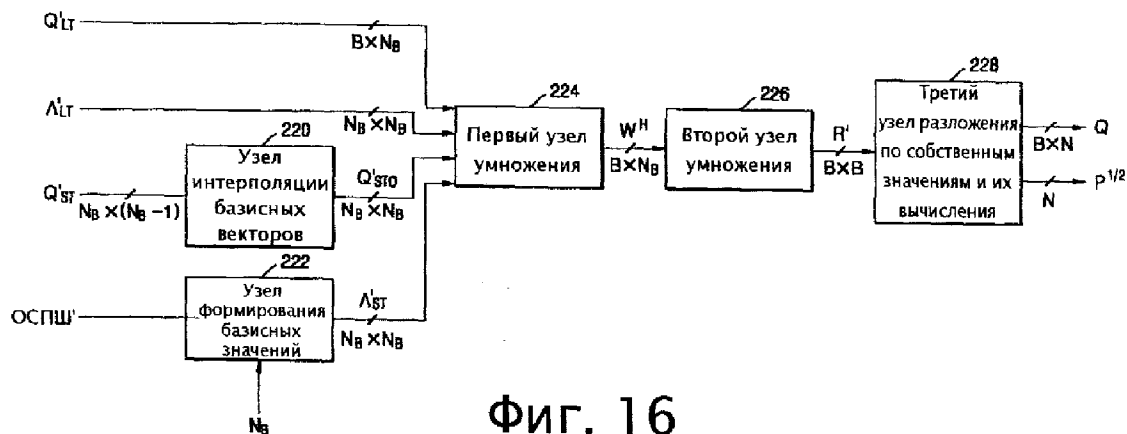 Q'LT
B×NB
Λ'LT
NB×NB
Q'ST
NB×(NB-1)
220
Узел
интерполяции
базисных
векторов
Q'STO
NB×NB
ОСПШ'
222
Узел
формирования
базисных
значений
NB
Λ'ST
NB×NB
224
Первый узел
умножения
W^H
B×NB
226
Второй узел
умножения
R'
B×B
228
Третий
узел разложения
по собственным
значениям и их
вычисления
Q
B×N
P^1/2
N
Фиг. 16